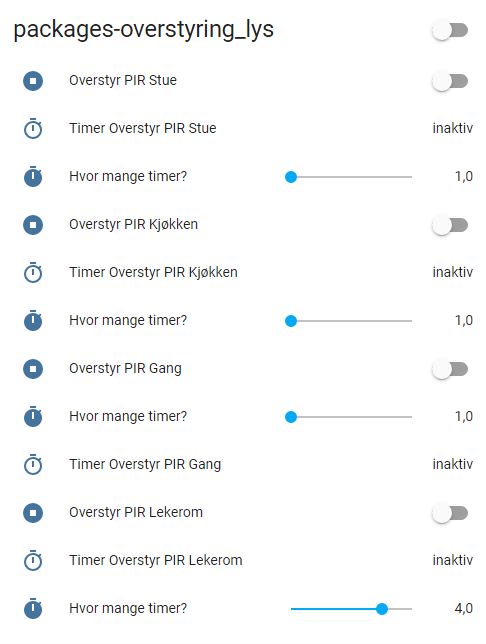 packages-overstyring_lys
Overstyr PIR Stue
Timer Overstyr PIR Stue inaktiv
Hvor mange timer? 1,0
Overstyr PIR Kjøkken
Timer Overstyr PIR Kjøkken inaktiv
Hvor mange timer? 1,0
Overstyr PIR Gang
Hvor mange timer? 1,0
Timer Overstyr PIR Gang inaktiv
Overstyr PIR Lekerom
Timer Overstyr PIR Lekerom inaktiv
Hvor mange timer? 4,0